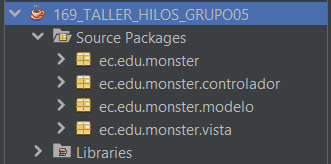 169_TALLER_HILOS_GRUPO05
Source Packages
ec.edu.monster
ec.edu.monster.controlador
ec.edu.monster.modelo
ec.edu.monster.vista
Libraries